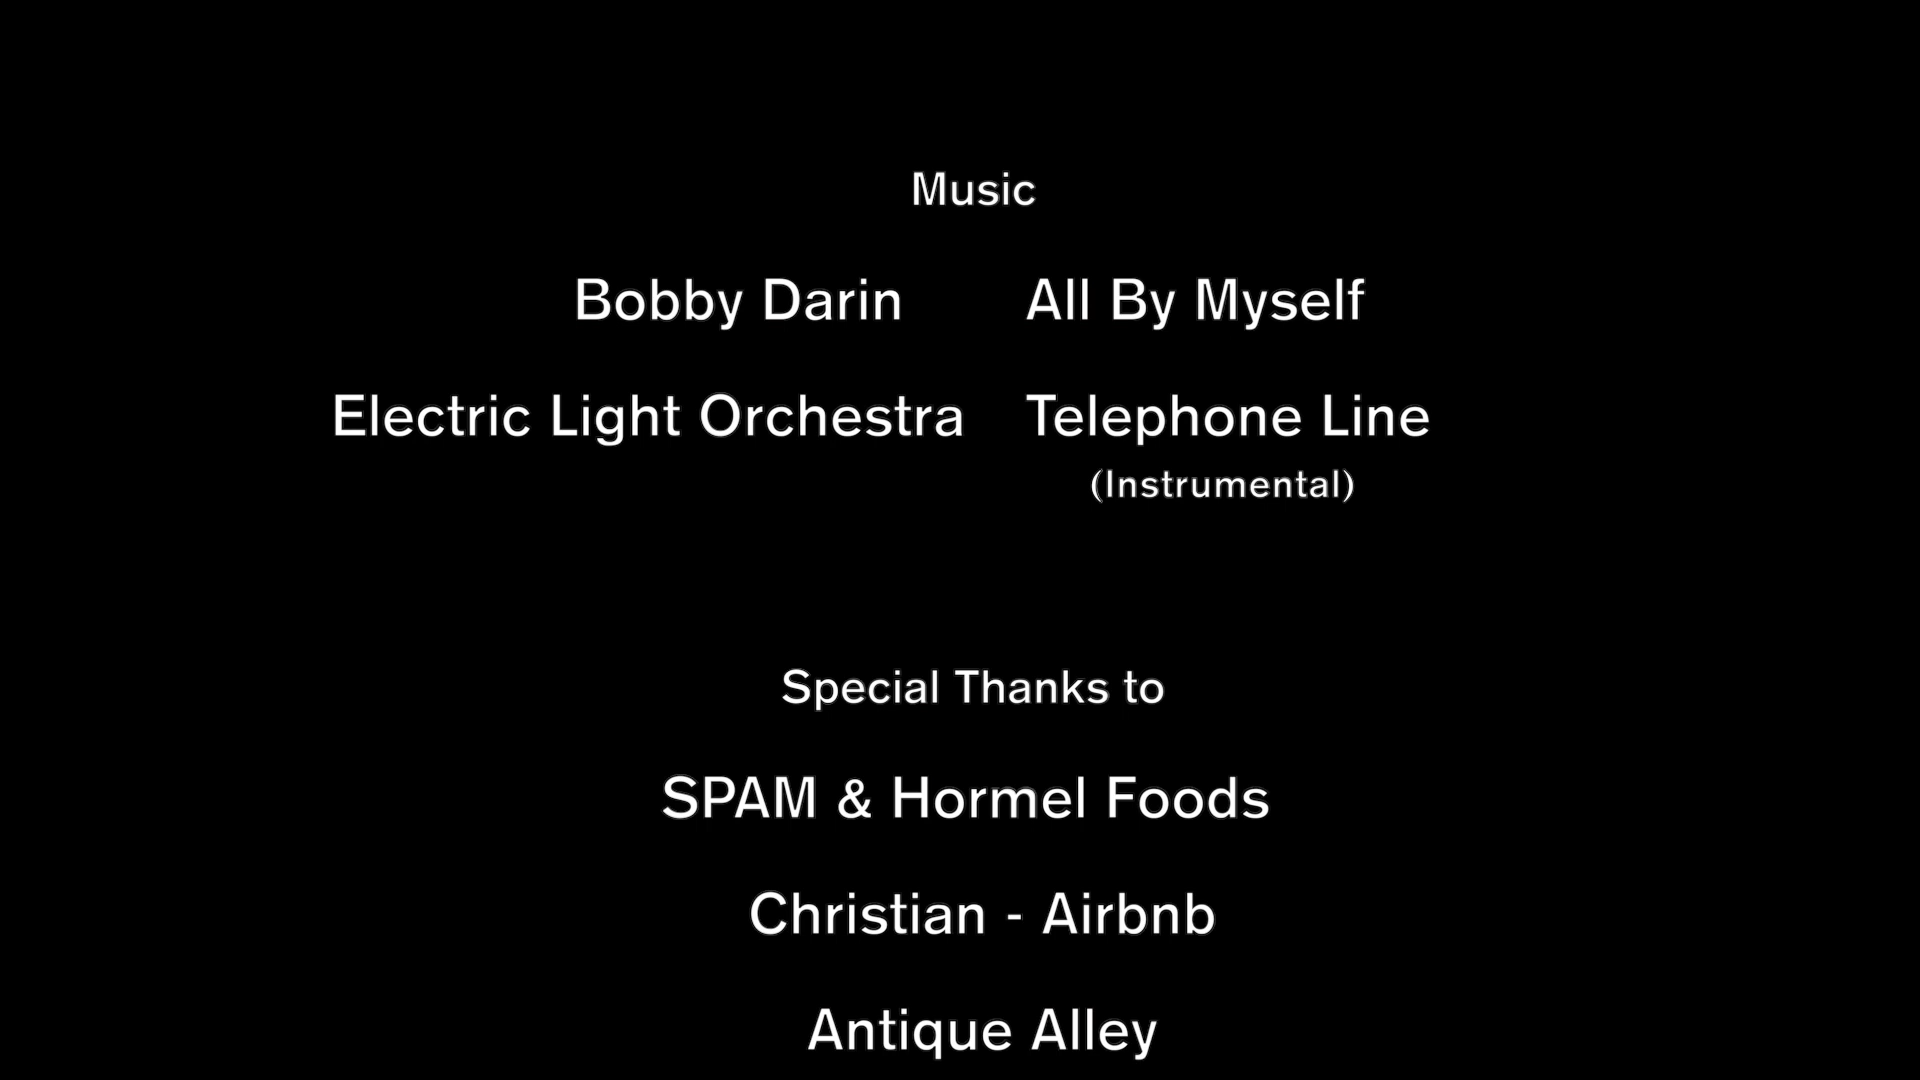 Music
Bobby Darin All By Myself
Electric Light Orchestra Telephone Line
(Instrumental)
Special Thanks to
SPAM & Hormel Foods
Christian - Airbnb
Antique Alley